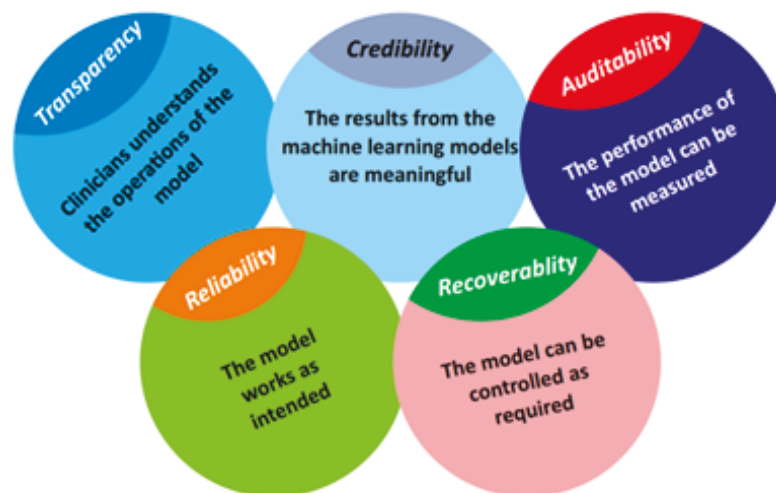 Transparency
Clinicians understands
the operations of the
model
Credibility
The results from the
machine learning models
are meaningful
Auditability
The performance of
the model can be
measured
Reliability
The model
works as
intended
Recoverablity
The model can be
controlled as
required